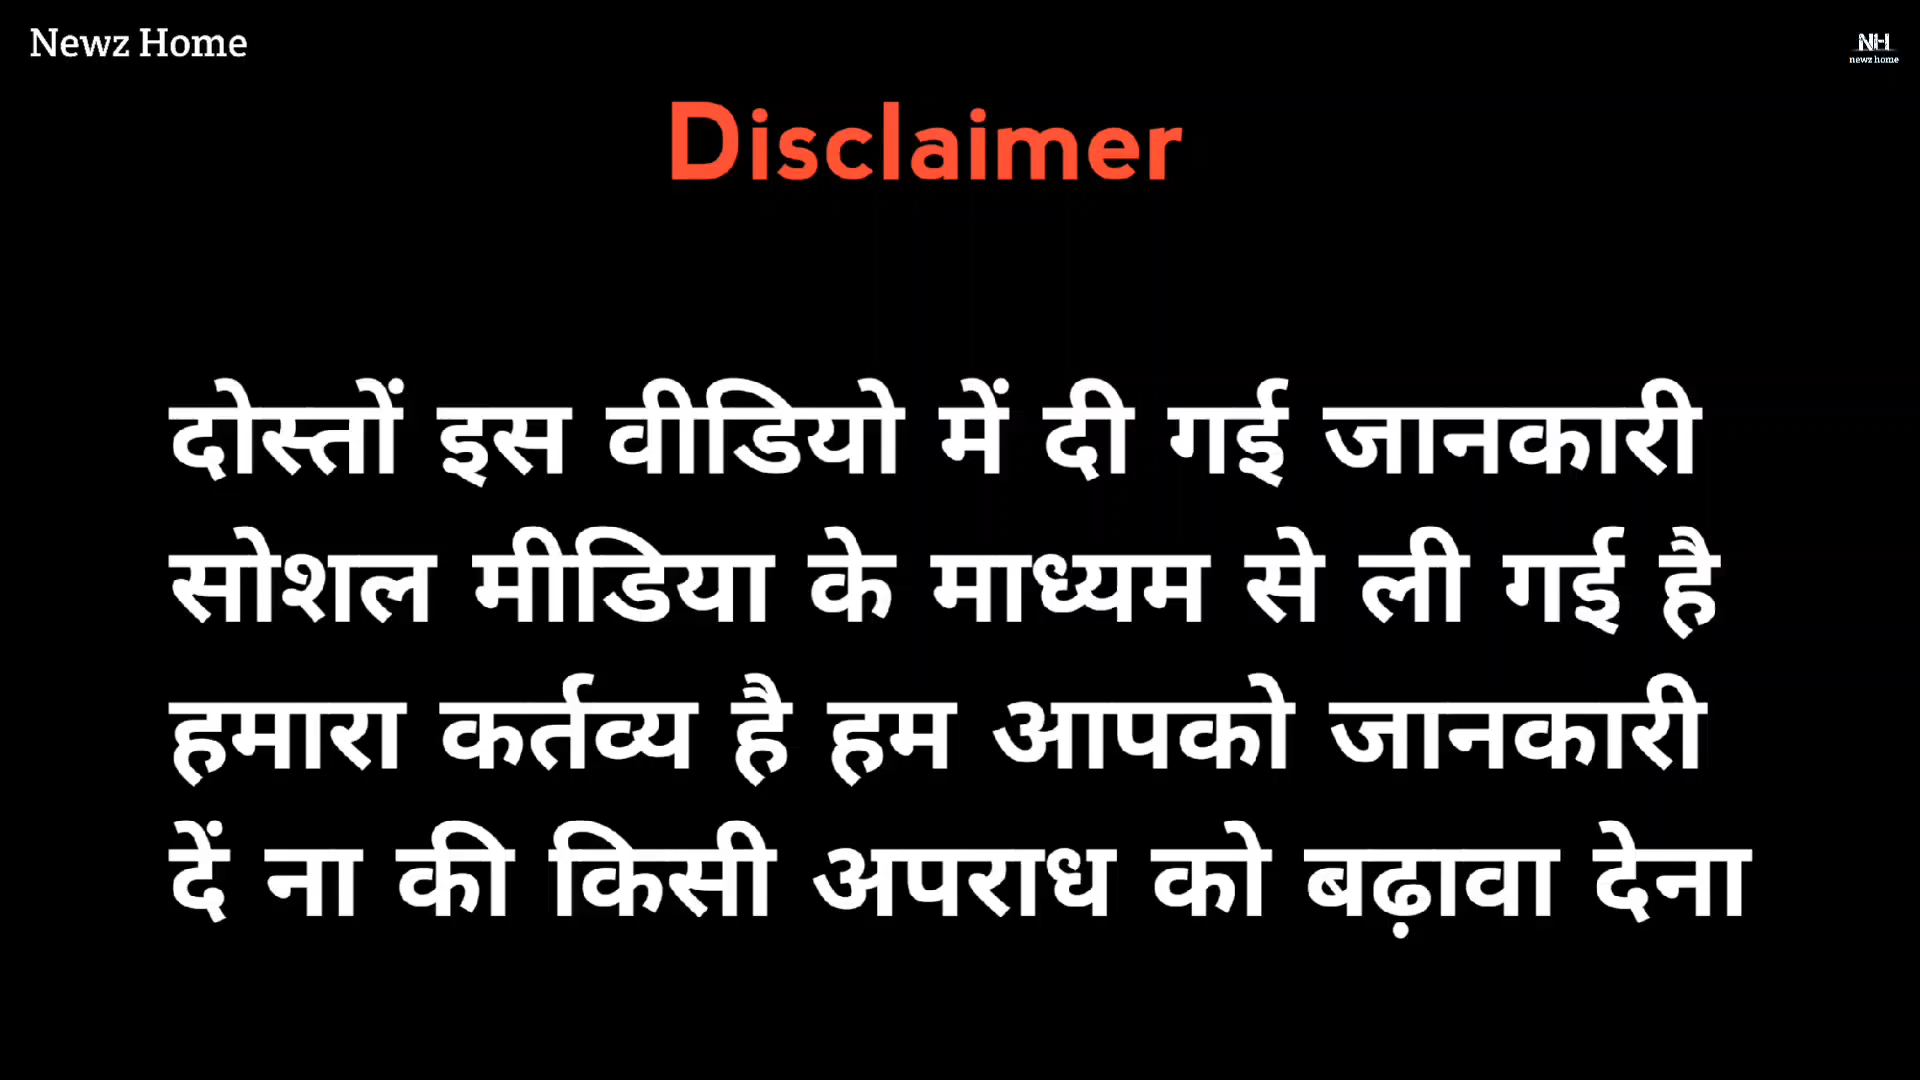 Newz Home
NH
newz home
Disclaimer
दोस्तों इस वीडियो में दी गई जानकारी
सोशल मीडिया के माध्यम से ली गई है
हमारा कर्तव्य है हम आपको जानकारी
दें ना की किसी अपराध को बढ़ावा देना